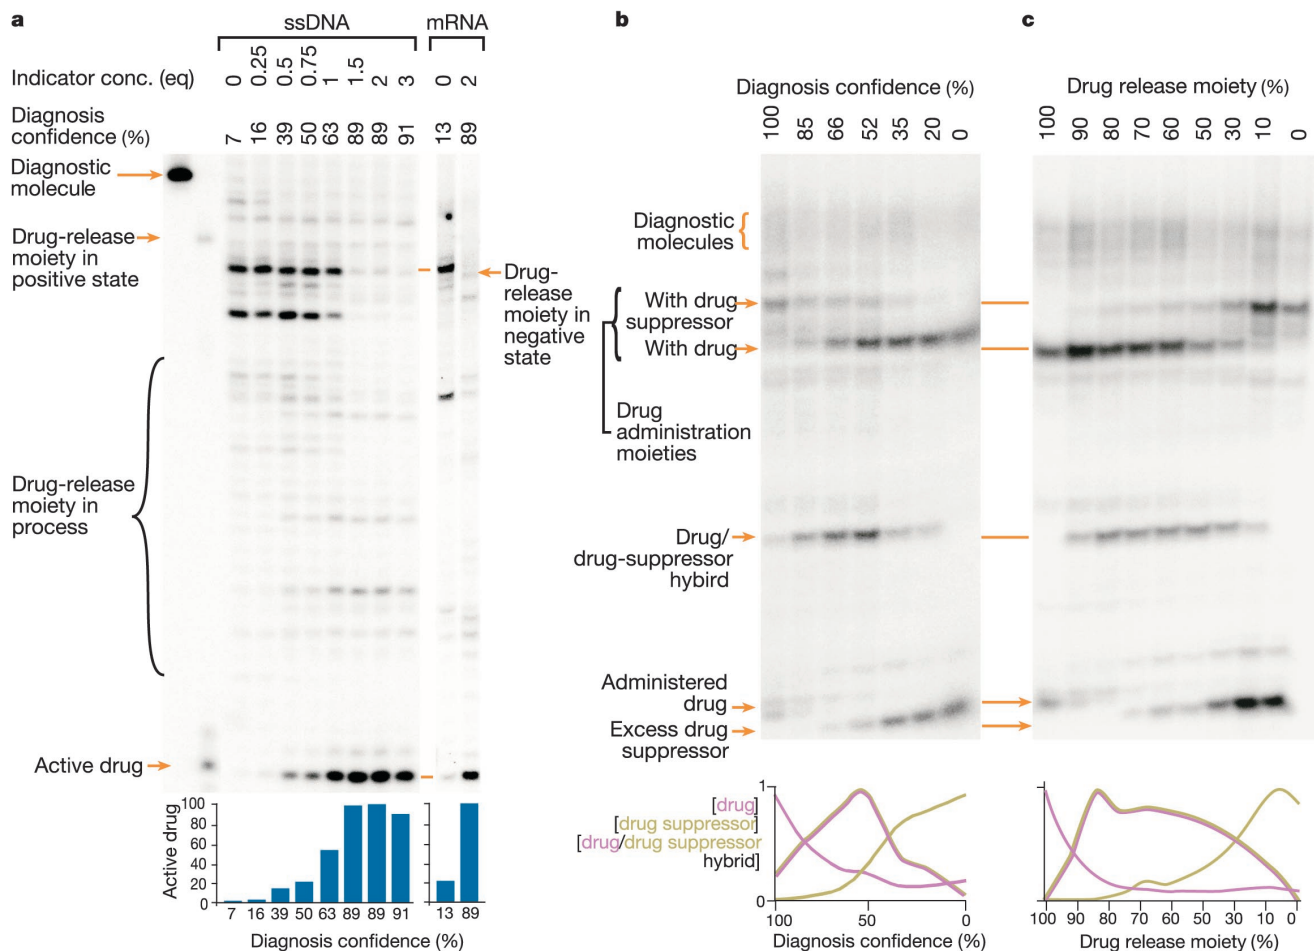 a
ssDNA
mRNA
Indicator conc. (eq)
0
0.25
0.5
0.75
1
1.5
2
3
0
2
Diagnosis
confidence (%)
7
16
39
50
63
89
89
91
13
89
Diagnostic
molecule
Drug-release
moiety in
positive state
Drug-
release
moiety in
negative
state
Drug-release
moiety in
process
Active drug
Active drug
100
80
60
40
20
0
7 16 39 50 63 89 89 91 13 89
Diagnosis confidence (%)
b
Diagnosis confidence (%)
100
85
66
52
35
20
0
Diagnostic
molecules
With drug
suppressor
With drug
Drug
administration
moieties
Drug/
drug-suppressor
hybird
Administered
drug
Excess drug
suppressor
1
[drug]
[drug suppressor]
[drug/drug suppressor
hybrid]
0
100 50 0
Diagnosis confidence (%)
c
Drug release moiety (%)
100
90
80
70
60
50
30
10
0
100 90 80 70 60 50 30 10 0
Drug release moiety (%)